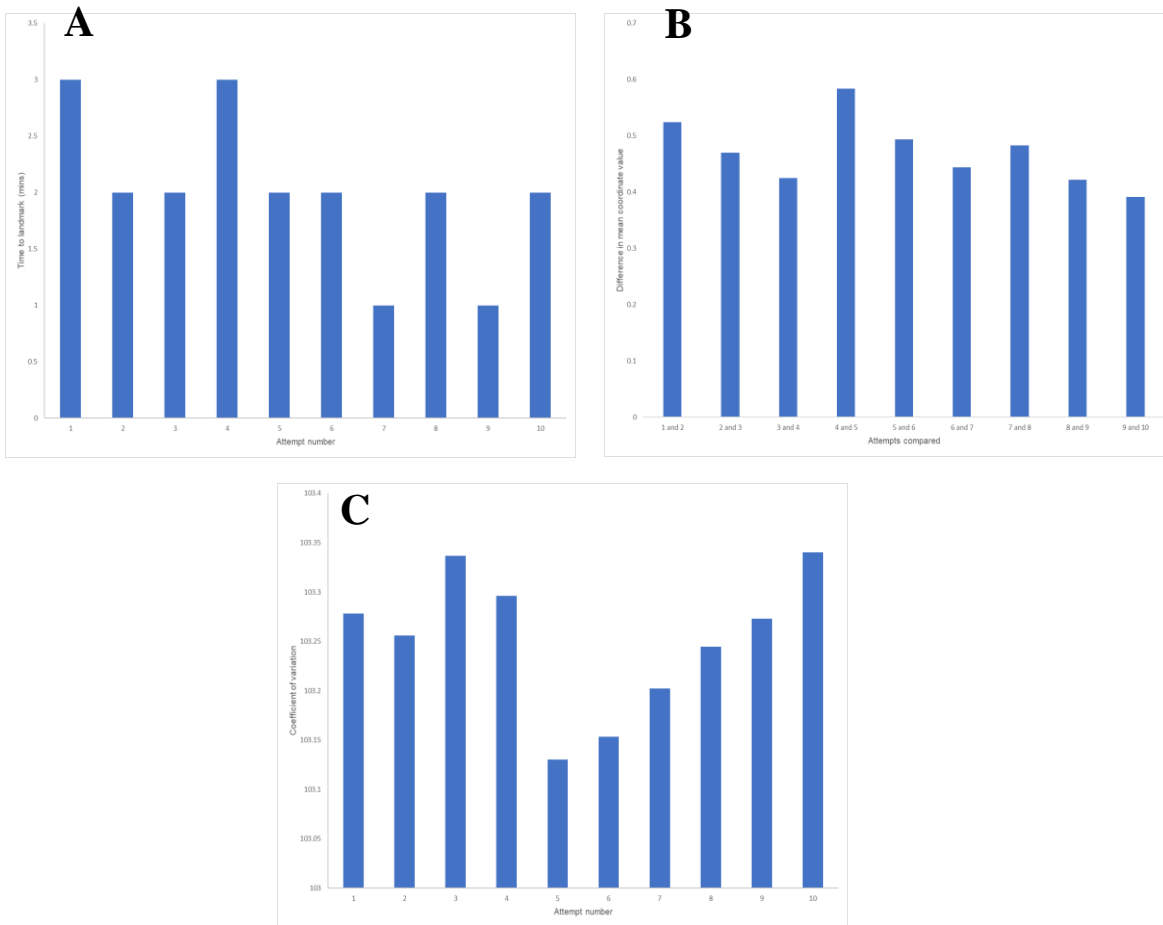 A
3.5
3
2.5
2
1.5
1
0.5
0
Time to landmark (mins)
1 2 3 4 5 6 7 8 9 10
Attempt number
B
0.7
0.6
0.5
0.4
0.3
0.2
0.1
0
Difference in mean coordinate value
1 and 2 2 and 3 3 and 4 4 and 5 5 and 6 6 and 7 7 and 8 8 and 9 9 and 10
Attempts compared
C
103.4
103.35
103.3
103.25
103.2
103.15
103.1
103.05
103
Coefficient of variation
1 2 3 4 5 6 7 8 9 10
Attempt number